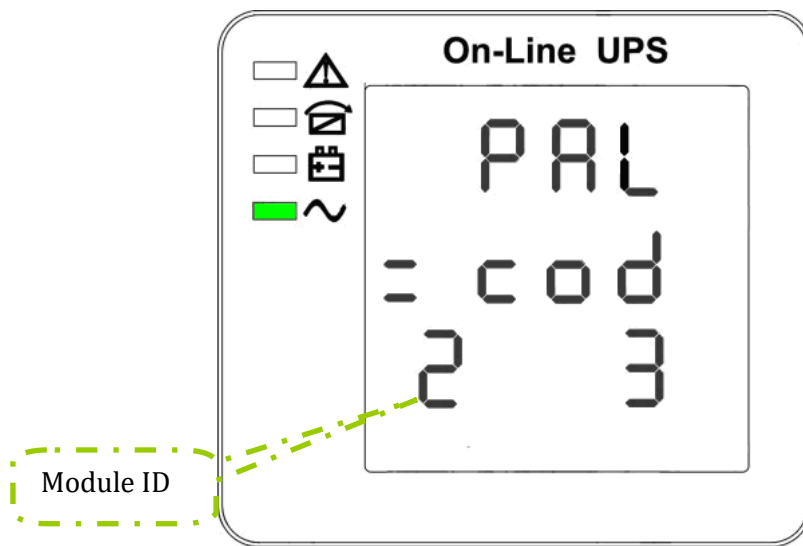 On-Line UPS
PAL
= cod
2 3
Module ID